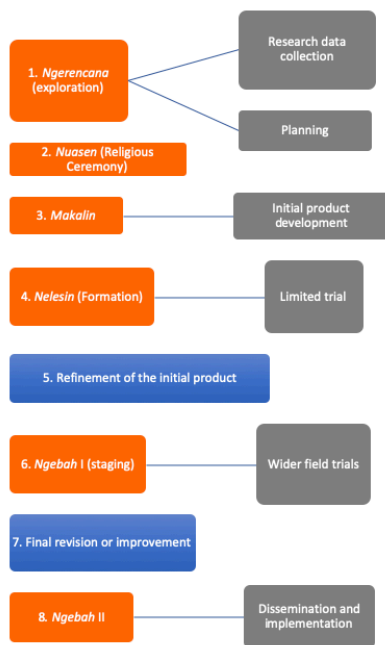 1. Ngerencana
(exploration)
Research data
collection
Planning
2. Nuasen (Religious
Ceremony)
3. Makalin
Initial product
development
4. Nelesin (Formation)
Limited trial
5. Refinement of the initial product
6. Ngebah I (staging)
Wider field trials
7. Final revision or improvement
8. Ngebah II
Dissemination and
implementation